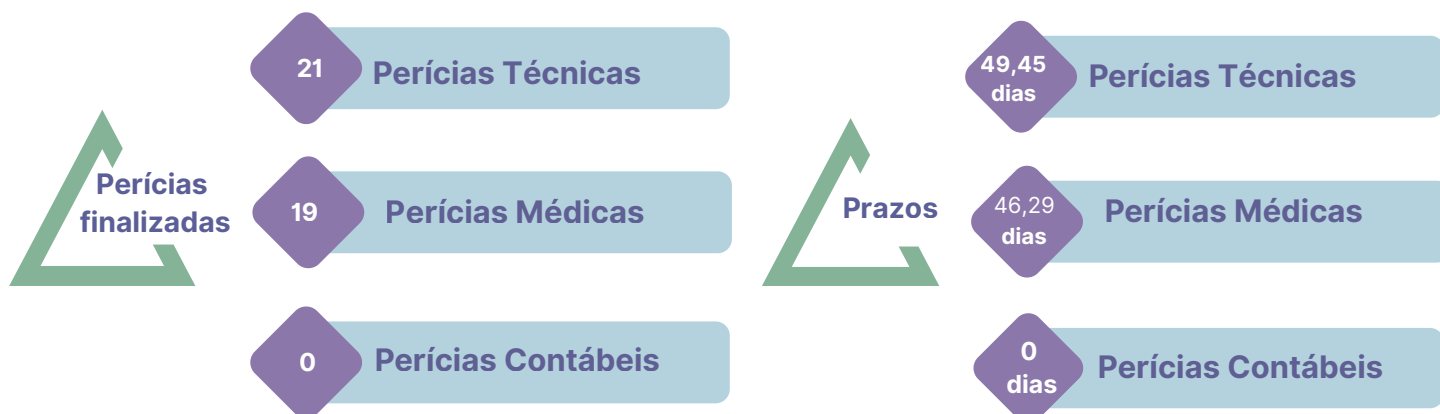 Perícias
finalizadas
21
Perícias Técnicas
19
Perícias Médicas
0
Perícias Contábeis
Prazos
49,45
dias
Perícias Técnicas
46,29
dias
Perícias Médicas
0
dias
Perícias Contábeis